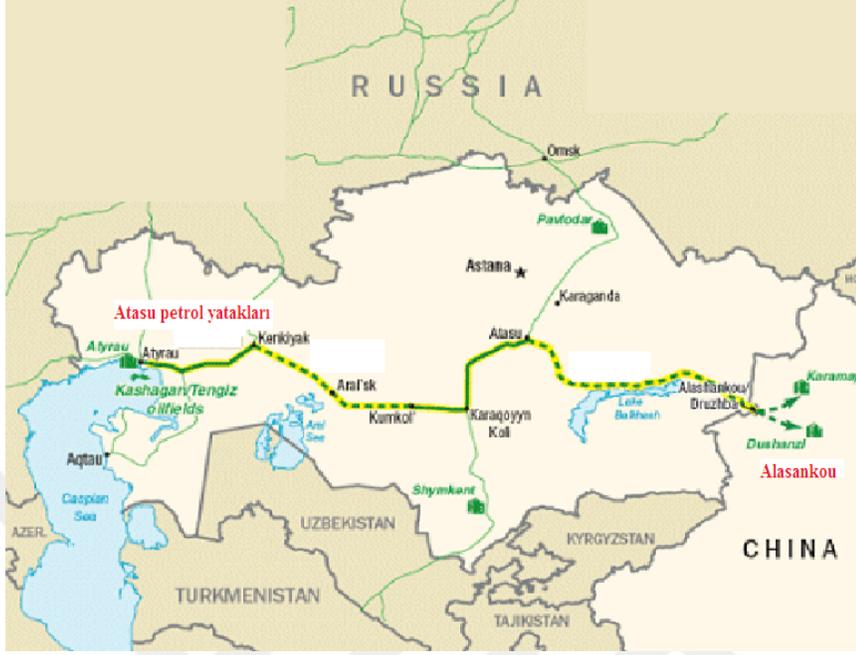 RUSSIA
Omsk
Pavlodar
Astana
Karaganda
Atasu petrol yatakları
Atyrau
Atyrau
Kenkiyak
Atasu
Kashagan/Tengiz
oilfields
Aral'sk
Kumkol'
Karaqoyyn
Koli
Alashankou/
Druzhba
Karamay
Lake
Balkhash
Aral
Sea
Dushanzi
Alasankou
Aqtau
Caspian
Sea
Shymkent
AZER.
UZBEKISTAN
KYRGYZSTAN
CHINA
TURKMENISTAN
TAJIKISTAN